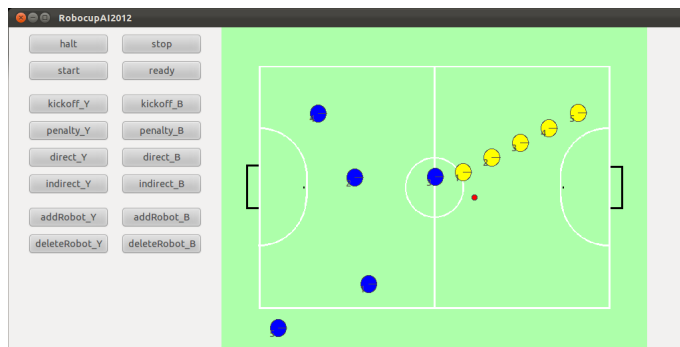 RobocupAI2012
halt stop
start ready
kickoff_Y kickoff_B
penalty_Y penalty_B
direct_Y direct_B
indirect_Y indirect_B
addRobot_Y addRobot_B
deleteRobot_Y deleteRobot_B
5
4
3
2
1